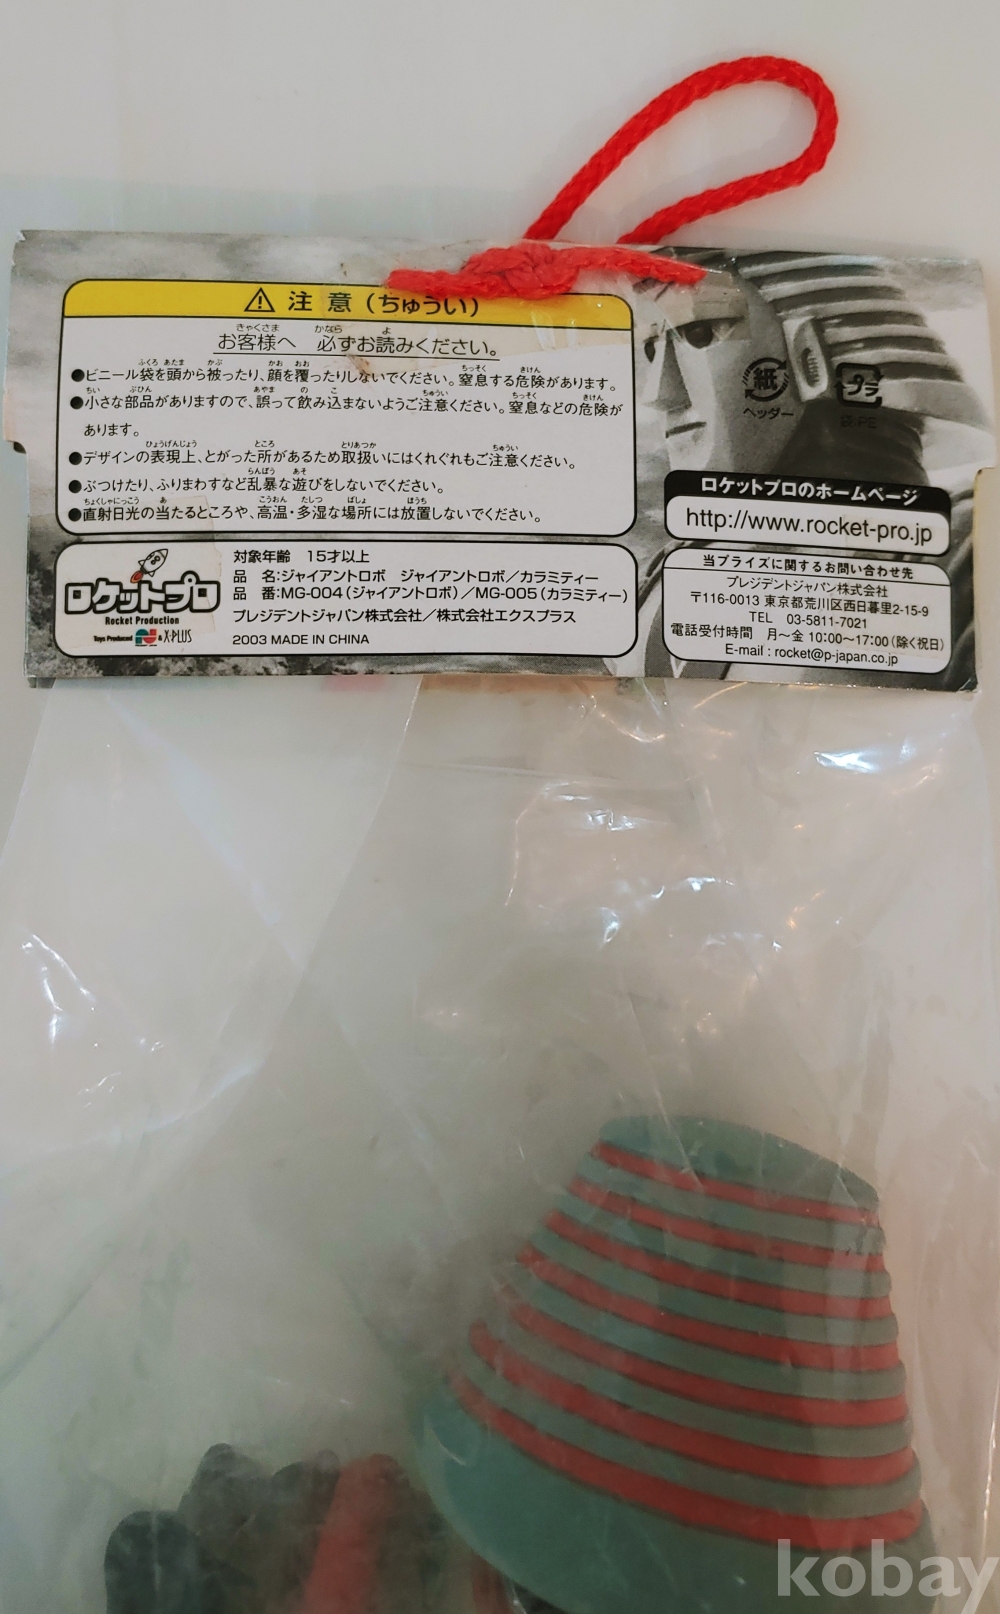 注 意 (ちゅうい)
お客様へ 必ずお読みください。
●ビニール袋を頭から被ったり、顔を覆ったりしないでください。窒息する危険があります。
●小さな部品がありますので、誤って飲み込まないようご注意ください。窒息などの危険が
あります。
●デザインの表現上、とがった所があるため取扱いにはくれぐれもご注意ください。
●ぶつけたり、ふりまわすなど乱暴な遊びをしないでください。
●直射日光の当たるところや、高温・多湿な場所には放置しないでください。
ロケットプロ
Rocket Production
Toys Produced & X-PLUS
対象年齢 15才以上
品 名:ジャイアントロボ ジャイアントロボ/カラミティー
品 番:MG-004(ジャイアントロボ)/MG-005(カラミティー)
プレジデントジャパン株式会社/株式会社エクスプラス
2003 MADE IN CHINA
紙
ヘッダー
プラ
袋:PE
ロケットプロのホームページ
http://www.rocket-pro.jp
当プライズに関するお問い合わせ先
プレジデントジャパン株式会社
〒116-0013 東京都荒川区西日暮里2-15-9
TEL 03-5811-7021
電話受付時間 月〜金 10:00〜17:00(除く祝日)
E-mail : rocket@p-japan.co.jp
kobay